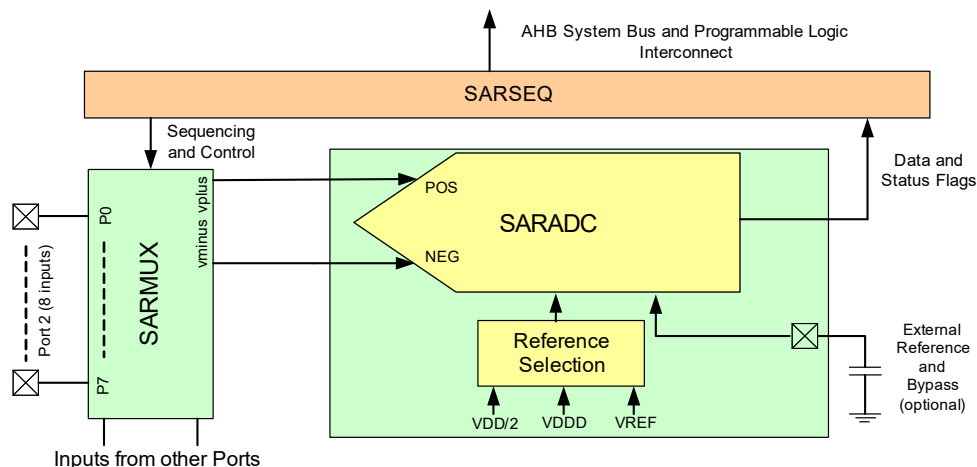 AHB System Bus and Programmable Logic
Interconnect
SARSEQ
Sequencing
and Control
Data and
Status Flags
vminus vplus
POS
SARADC
NEG
P0
SARMUX
Port 2 (8 inputs)
P7
Reference
Selection
External
Reference
and
Bypass
(optional)
VDD/2
VDDD
VREF
Inputs from other Ports